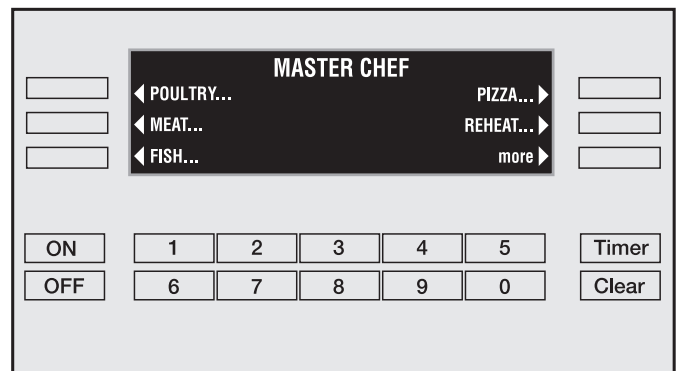 MASTER CHEF
POULTRY... PIZZA...
MEAT... REHEAT...
FISH... more
ON 1 2 3 4 5 Timer
OFF 6 7 8 9 0 Clear